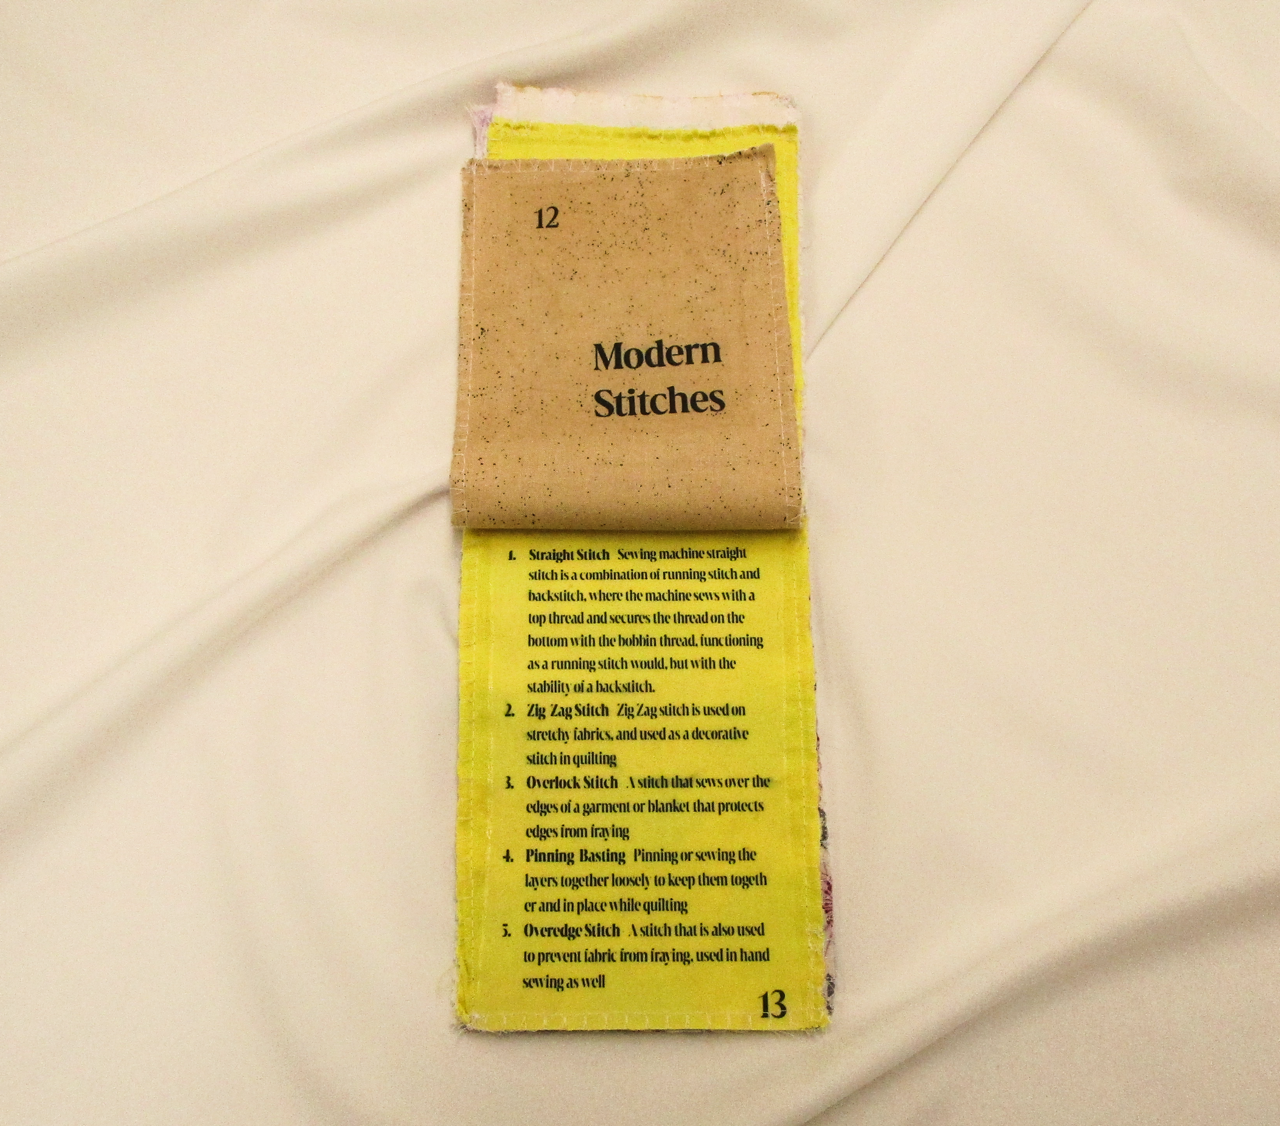 12
Modern
Stitches
1. Straight Stitch Sewing machine straight
stitch is a combination of running stitch and
backstitch, where the machine sews with a
top thread and secures the thread on the
bottom with the bobbin thread, functioning
as a running stitch would, but with the
stability of a backstitch.
2. Zig Zag Stitch Zig Zag stitch is used on
stretchy fabrics, and used as a decorative
stitch in quilting
3. Overlock Stitch A stitch that sews over the
edges of a garment or blanket that protects
edges from fraying
4. Pinning Basting Pinning or sewing the
layers together loosely to keep them togeth
er and in place while quilting
5. Overedge Stitch A stitch that is also used
to prevent fabric from fraying, used in hand
sewing as well
13